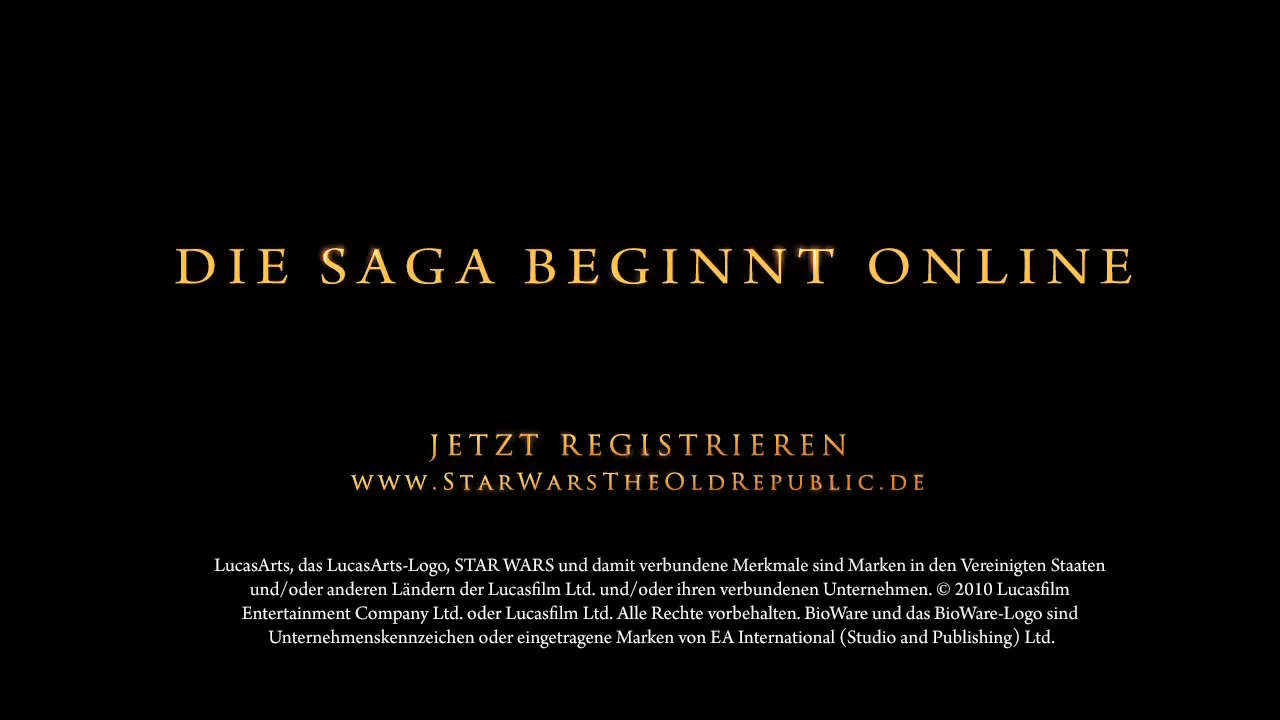 DIE SAGA BEGINNT ONLINE
JETZT REGISTRIEREN
WWW.STARWARSTHEOLDREPUBLIC.DE
LucasArts, das LucasArts-Logo, STAR WARS und damit verbundene Merkmale sind Marken in den Vereinigten Staaten
und/oder anderen Ländern der Lucasfilm Ltd. und/oder ihren verbundenen Unternehmen. © 2010 Lucasfilm
Entertainment Company Ltd. oder Lucasfilm Ltd. Alle Rechte vorbehalten. BioWare und das BioWare-Logo sind
Unternehmenskennzeichen oder eingetragene Marken von EA International (Studio and Publishing) Ltd.